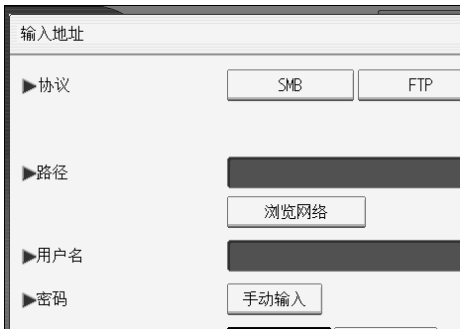 输入地址
▶协议 SMB FTP
▶路径
浏览网络
▶用户名
▶密码 手动输入